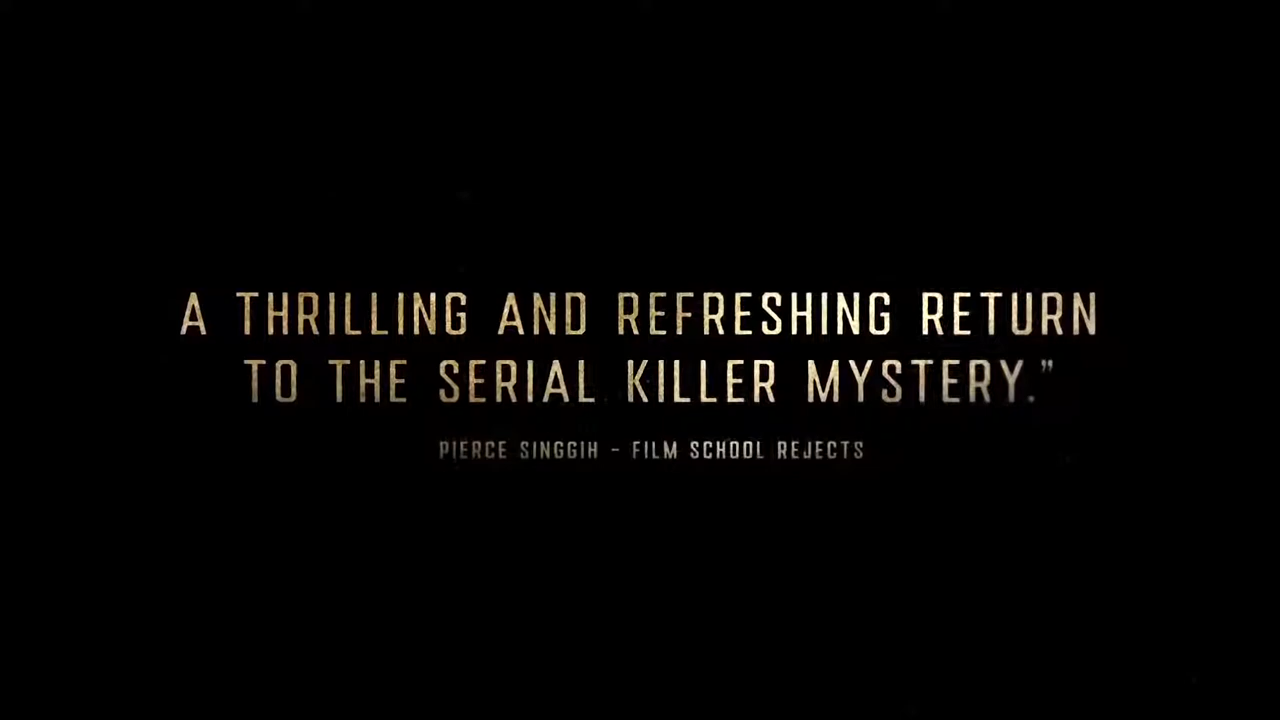 A THRILLING AND REFRESHING RETURN
TO THE SERIAL KILLER MYSTERY.”
PIERCE SINGGIH – FILM SCHOOL REJECTS